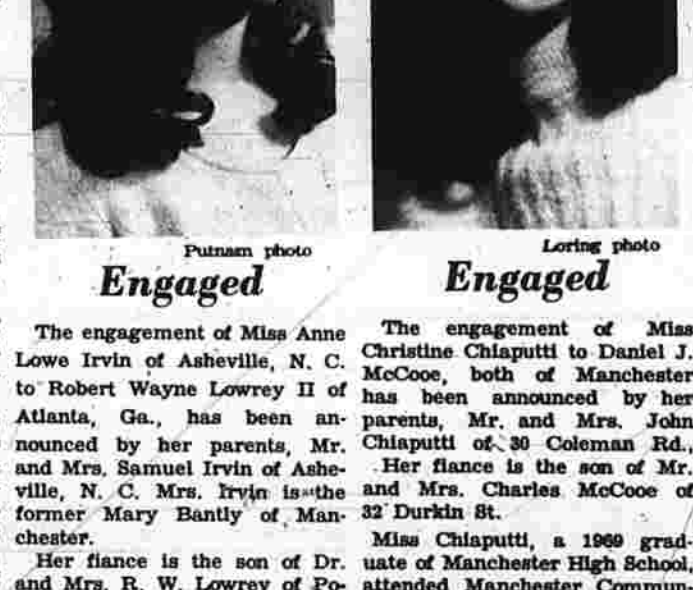 Putnam photo
Engaged
The engagement of Miss Anne
Lowe Irvin of Asheville, N. C.
to Robert Wayne Lowrey II of
Atlanta, Ga., has been an-
nounced by her parents, Mr.
and Mrs. Samuel Irvin of Ashe-
ville, N. C. Mrs. Irvin is the
former Mary Bantly of Man-
chester.
Her fiance is the son of Dr.
and Mrs. R. W. Lowrey of Po-
Loring photo
Engaged
The engagement of Miss
Christine Chiaputti to Daniel J.
McCooe, both of Manchester
has been announced by her
parents, Mr. and Mrs. John
Chiaputti of 30 Coleman Rd.,
Her fiance is the son of Mr.
and Mrs. Charles McCooe of
32 Durkin St.
Miss Chiaputti, a 1969 grad-
uate of Manchester High School,
attended Manchester Commun-